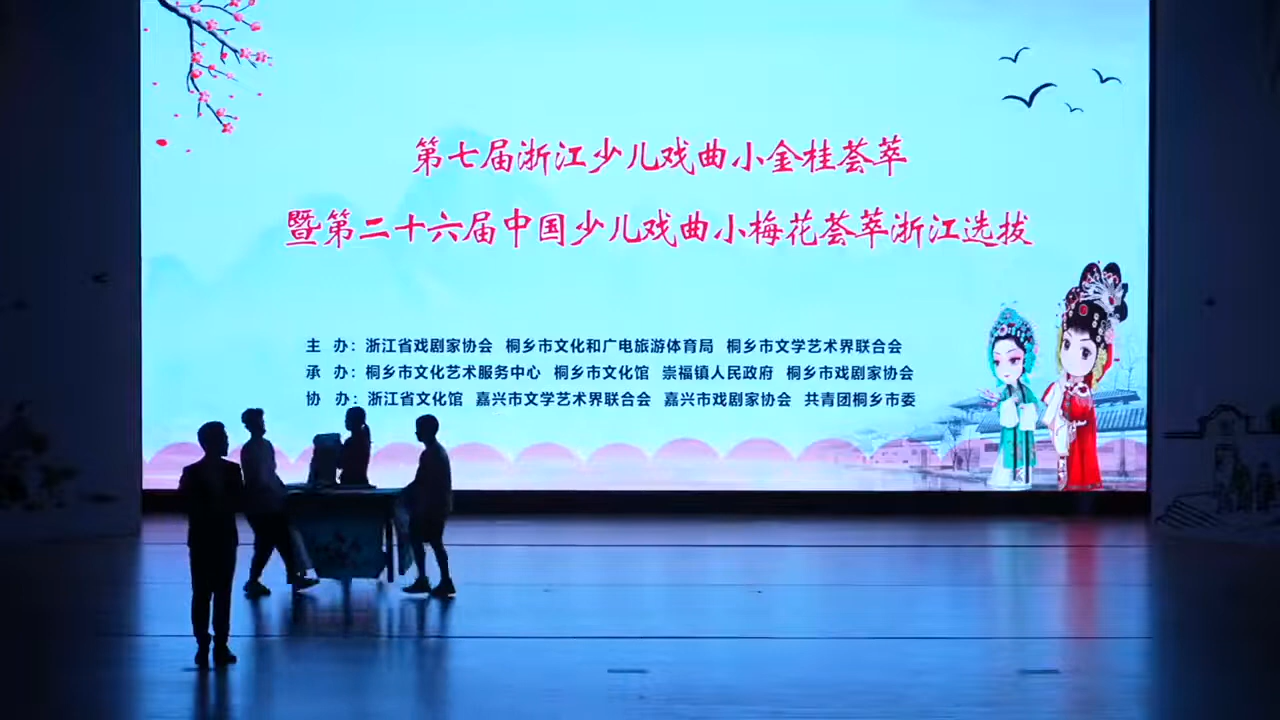 第七届浙江少儿戏曲小金桂荟萃
暨第二十六届中国少儿戏曲小梅花荟萃浙江选拔
主 办：浙江省戏剧家协会 桐乡市文化和广电旅游体育局 桐乡市文学艺术界联合会
承 办：桐乡市文化艺术服务中心 桐乡市文化馆 崇福镇人民政府 桐乡市戏剧家协会
协 办：浙江省文化馆 嘉兴市文学艺术界联合会 嘉兴市戏剧家协会 共青团桐乡市委